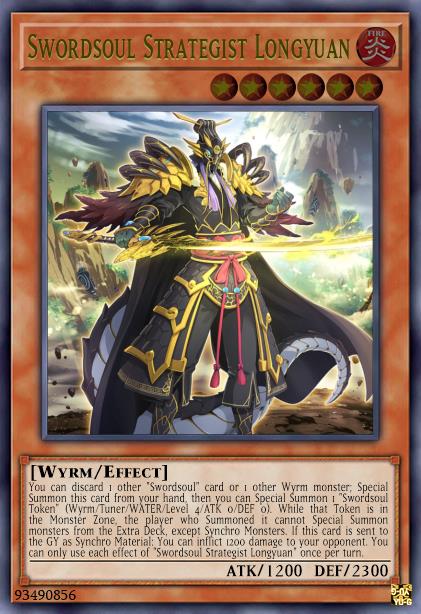 SWORDSOUL STRATEGIST LONGYUAN
FIRE
炎
[WYRM/EFFECT]
You can discard 1 other "Swordsoul" card or 1 other Wyrm monster; Special
Summon this card from your hand, then you can Special Summon 1 "Swordsoul
Token" (Wyrm/Tuner/WATER/Level 4/ATK 0/DEF 0). While that Token is in
the Monster Zone, the player who Summoned it cannot Special Summon
monsters from the Extra Deck, except Synchro Monsters. If this card is sent to
the GY as Synchro Material: You can inflict 1200 damage to your opponent. You
can only use each effect of "Swordsoul Strategist Longyuan" once per turn.
ATK/1200 DEF/2300
93490856